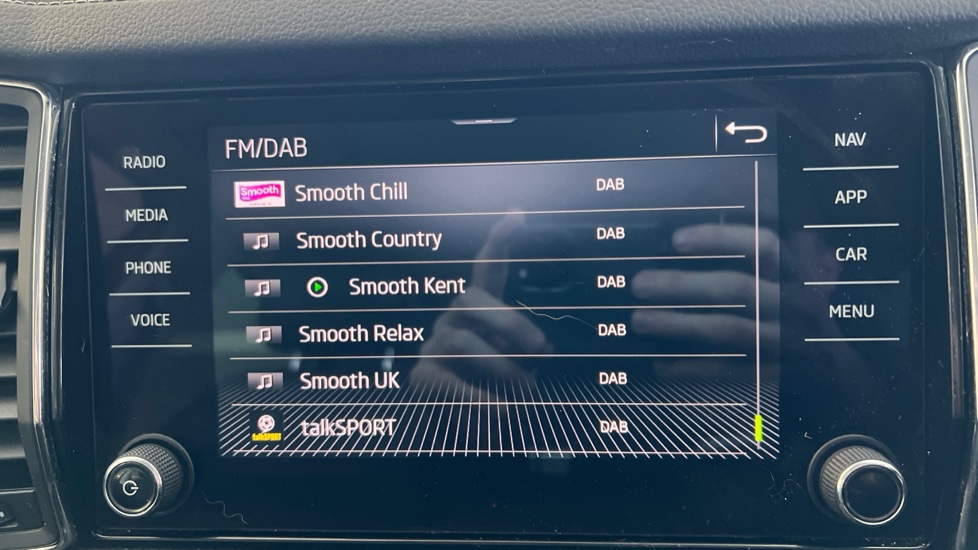 RADIO
MEDIA
PHONE
VOICE
FM/DAB
Smooth
Smooth Chill DAB
Smooth Country DAB
Smooth Kent DAB
Smooth Relax DAB
Smooth UK DAB
talkSPORT
talkSPORT DAB
NAV
APP
CAR
MENU